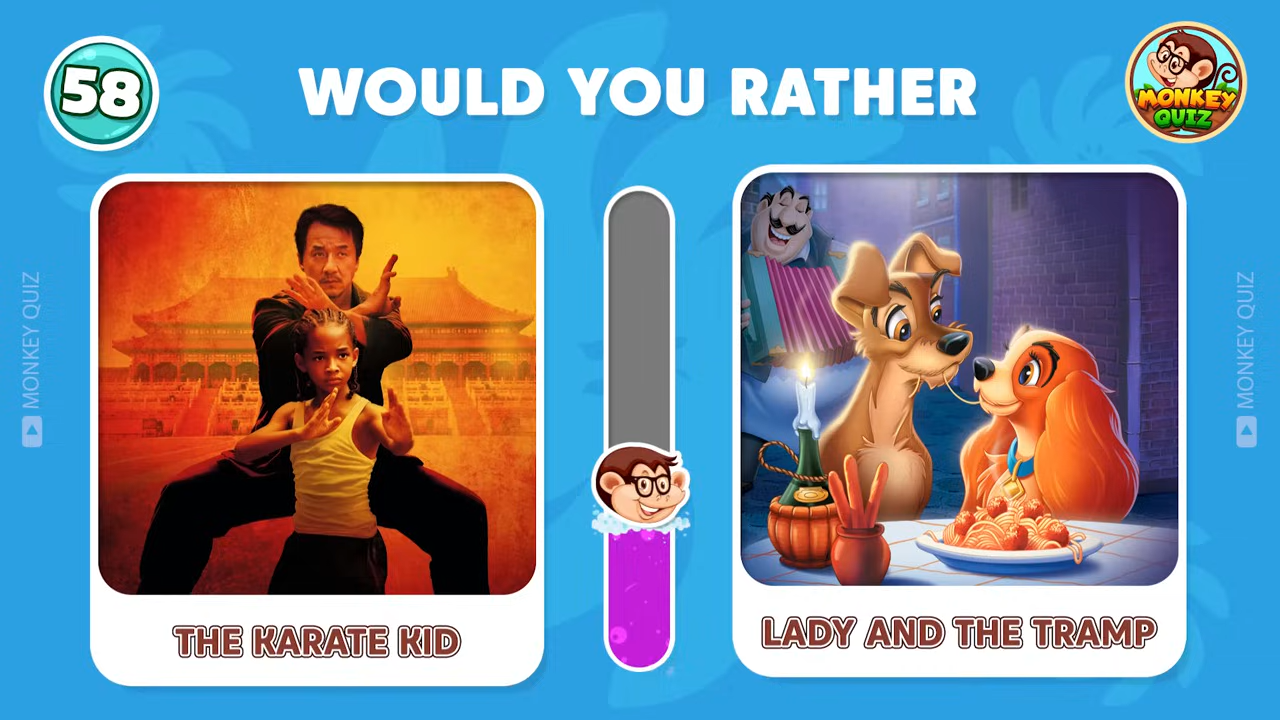 58
WOULD YOU RATHER
MONKEY
QUIZ
MONKEY QUIZ
MONKEY QUIZ
THE KARATE KID
LADY AND THE TRAMP